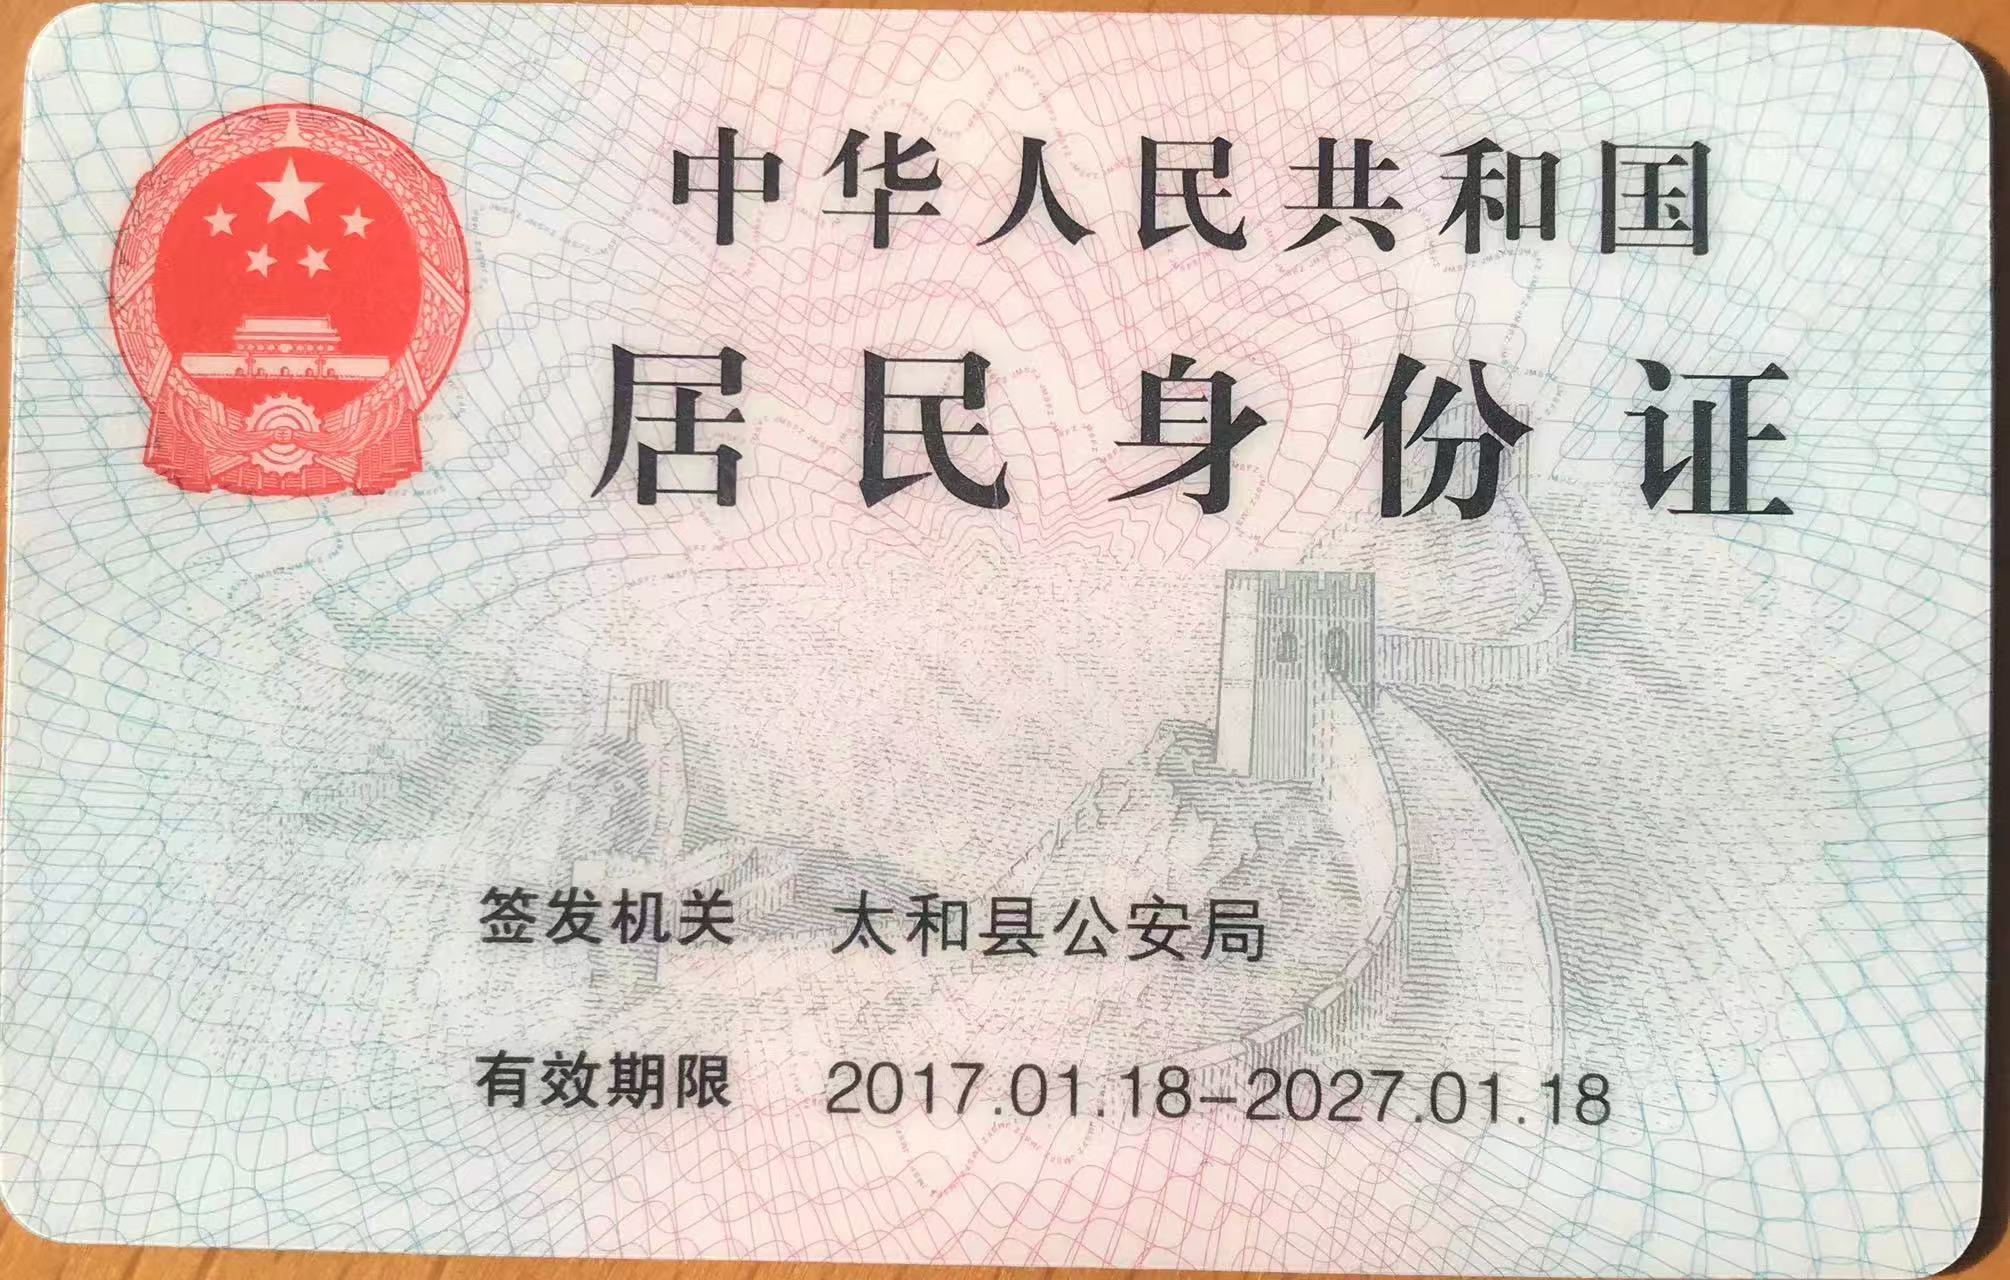 中华人民共和国
居民身份证
签发机关 太和县公安局
有效期限 2017.01.18-2027.01.18